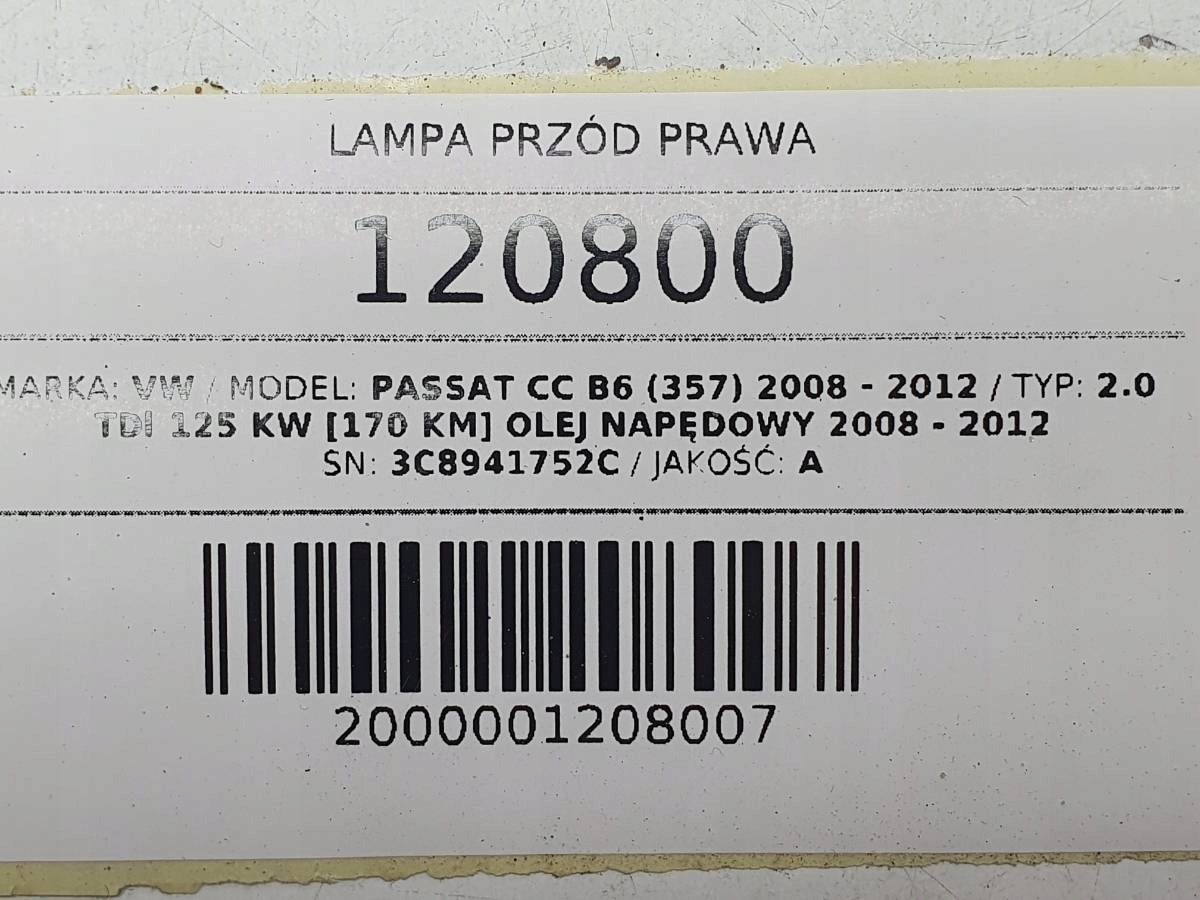 LAMPA PRZÓD PRAWA
120800
MARKA: VW / MODEL: PASSAT CC B6 (357) 2008 - 2012 / TYP: 2.0
TDI 125 KW [170 KM] OLEJ NAPĘDOWY 2008 - 2012
SN: 3C8941752C / JAKOŚĆ: A
2000001208007